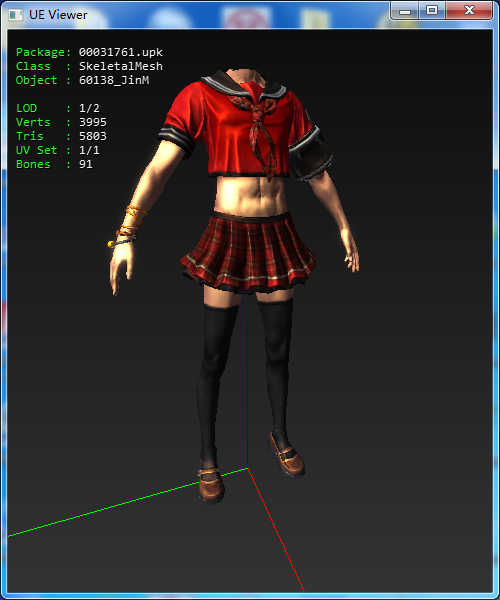 UE Viewer
Package: 00031761.upk
Class : SkeletalMesh
Object : 60138_JinM
LOD : 1/2
Verts : 3995
Tris : 5803
UV Set : 1/1
Bones : 91